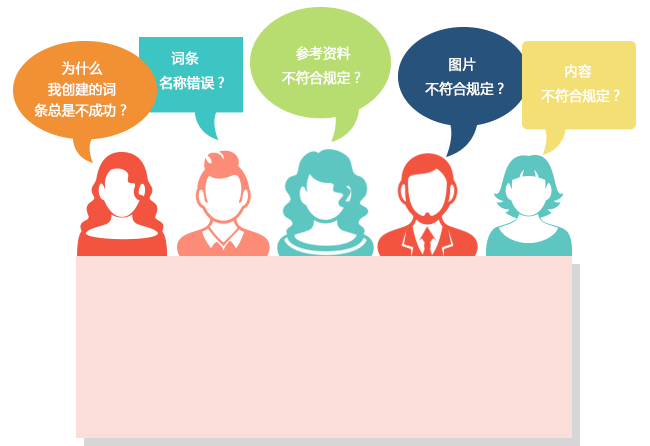 为什么
我创建的词
条总是不成功？
词条
名称错误？
参考资料
不符合规定？
图片
不符合规定？
内容
不符合规定？